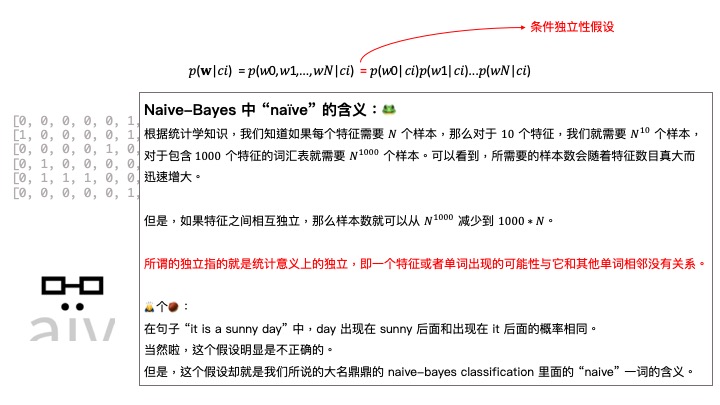 条件独立性假设
p(w|ci) = p(w0,w1,...,wN|ci) = p(w0|ci)p(w1|ci)...p(wN|ci)
Naive-Bayes 中 “naïve” 的含义：🐸
根据统计学知识，我们知道如果每个特征需要 N 个样本，那么对于 10 个特征，我们就需要 N^10 个样本，
对于包含 1000 个特征的词汇表就需要 N^1000 个样本。可以看到，所需要的样本数会随着特征数目真大而
迅速增大。
但是，如果特征之间相互独立，那么样本数就可以从 N^1000 减少到 1000 * N。
所谓的独立指的就是统计意义上的独立，即一个特征或者单词出现的可能性与它和其他单词相邻没有关系。
个🌰：
在句子 “it is a sunny day” 中，day 出现在 sunny 后面和出现在 it 后面的概率相同。
当然啦，这个假设明显是不正确的。
但是，这个假设却就是我们所说的大名鼎鼎的 naive-bayes classification 里面的 “naive” 一词的含义。
[0, 0, 0, 0, 0, 1,
[1, 0, 0, 0, 0, 1,
[0, 0, 0, 0, 1, 0,
[0, 1, 0, 0, 0, 0,
[0, 1, 1, 1, 0, 0,
[0, 0, 0, 0, 0, 1,